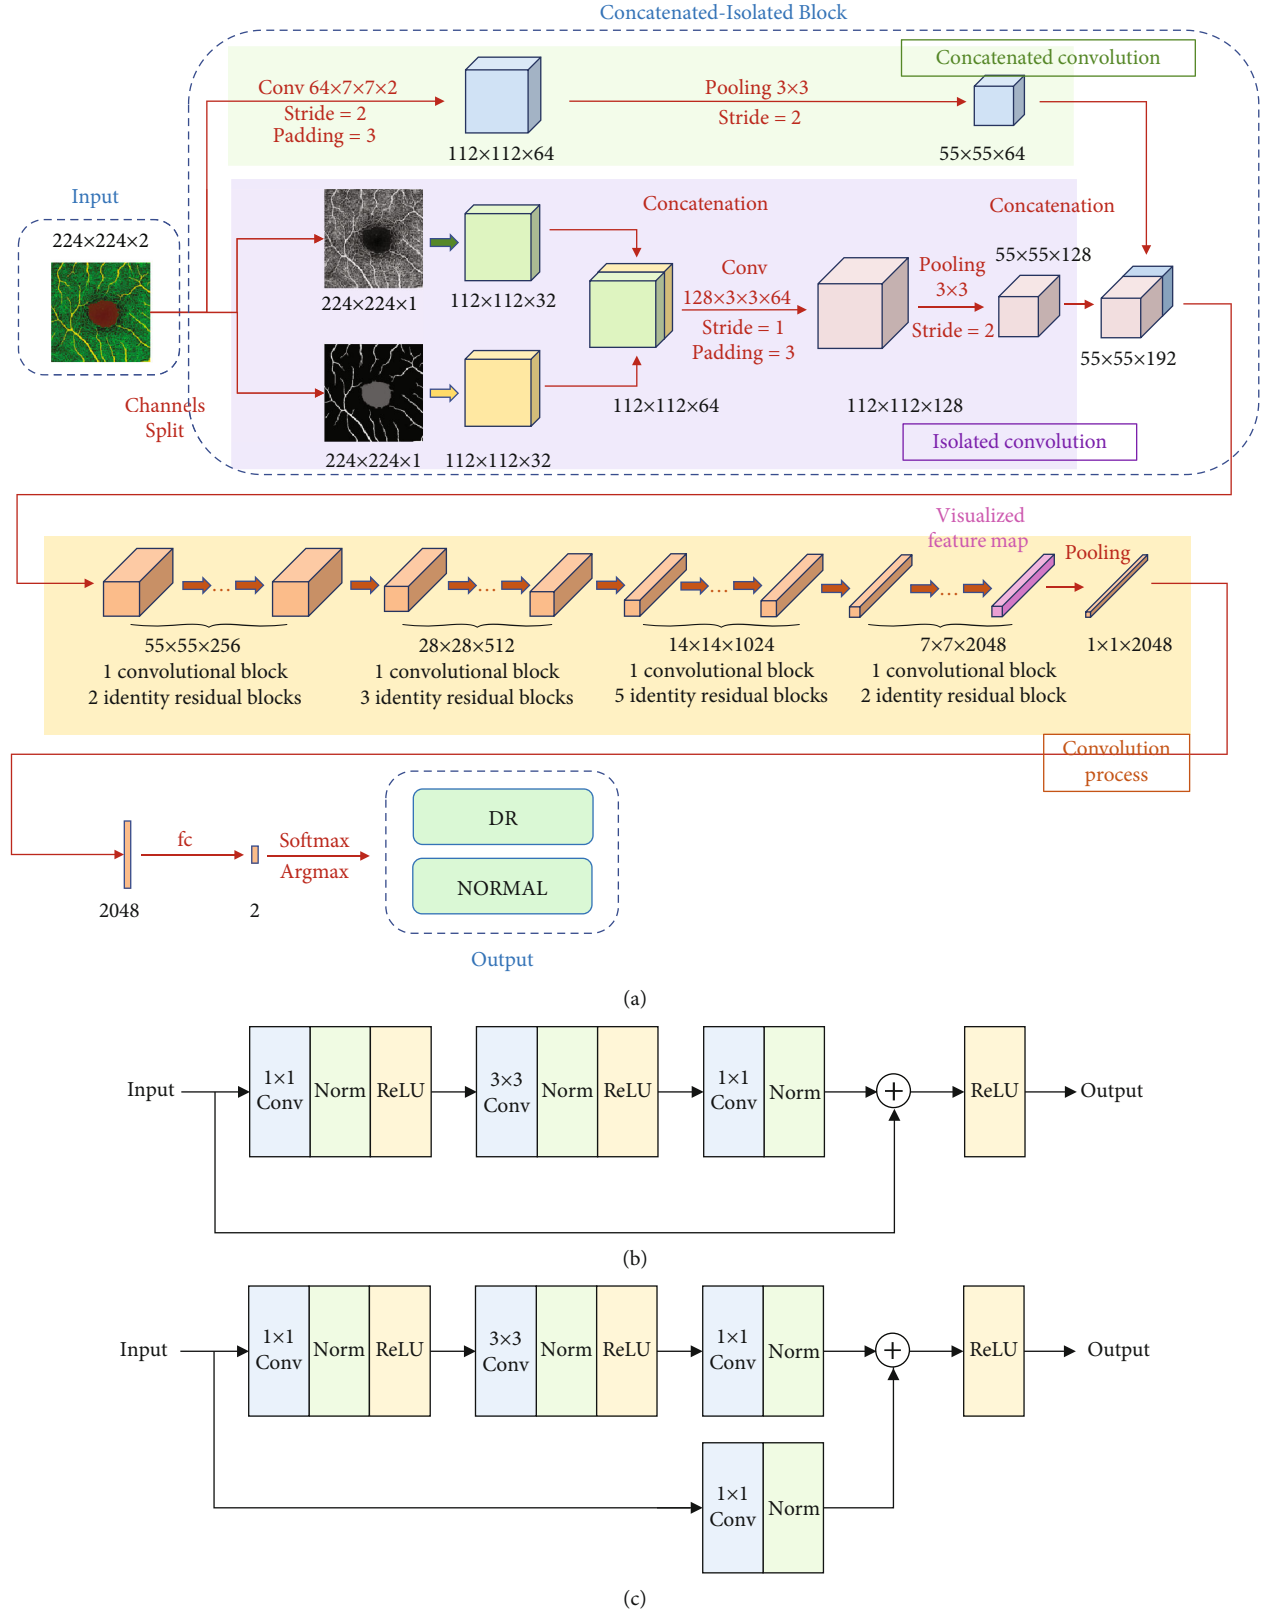 Concatenated-Isolated Block
Concatenated convolution
Conv 64×7×7×2
Stride = 2
Padding = 3
112×112×64
Pooling 3×3
Stride = 2
55×55×64
Input
224×224×2
Channels
Split
224×224×1
112×112×32
224×224×1
112×112×32
Concatenation
112×112×64
Conv
128×3×3×64
Stride = 1
Padding = 3
112×112×128
Pooling
3×3
Stride = 2
Concatenation
55×55×128
55×55×192
Isolated convolution
Visualized
feature map
Pooling
...
...
...
...
55×55×256
1 convolutional block
2 identity residual blocks
28×28×512
1 convolutional block
3 identity residual blocks
14×14×1024
1 convolutional block
5 identity residual blocks
7×7×2048
1 convolutional block
2 identity residual block
1×1×2048
Convolution
process
2048
fc
2
Softmax
Argmax
DR
NORMAL
Output
(a)
Input
1×1
Conv
Norm
ReLU
3×3
Conv
Norm
ReLU
1×1
Conv
Norm
+
ReLU
Output
(b)
Input
1×1
Conv
Norm
ReLU
3×3
Conv
Norm
ReLU
1×1
Conv
Norm
+
ReLU
Output
1×1
Conv
Norm
(c)